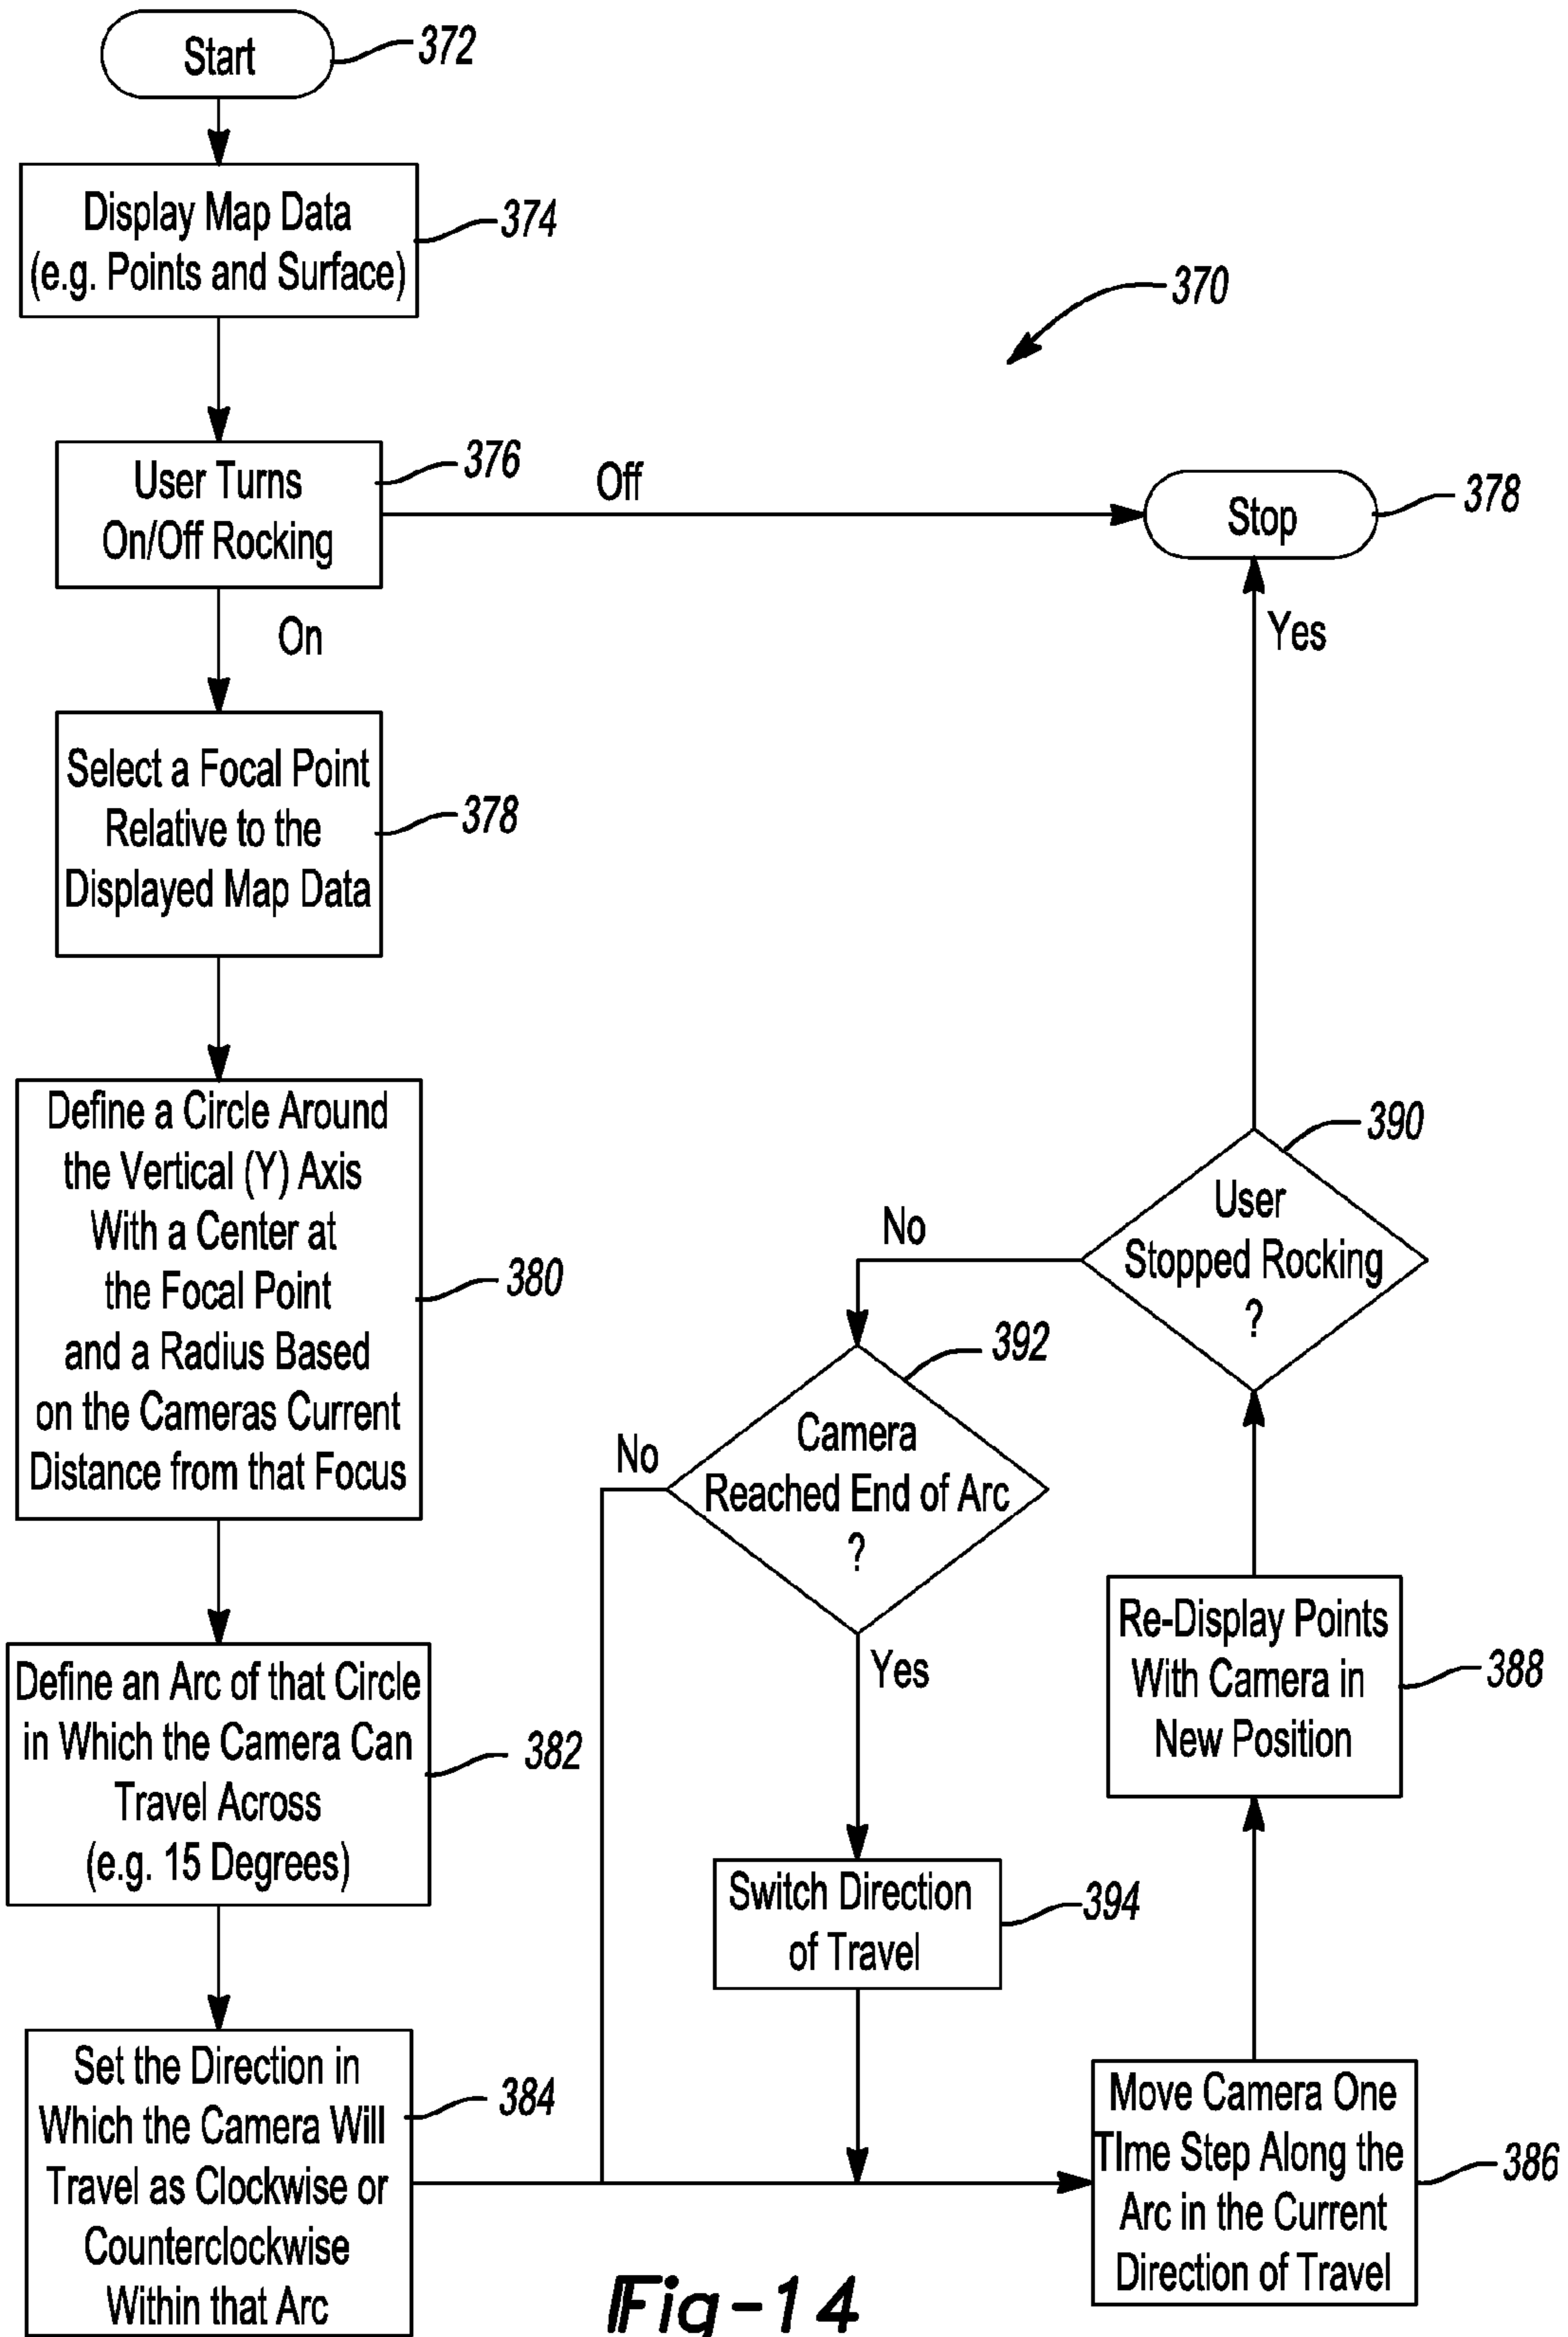 Start
372
Display Map Data
(e.g. Points and Surface)
374
370
User Turns
On/Off Rocking
376
Off
Stop
378
On
Yes
Select a Focal Point
Relative to the
Displayed Map Data
378
Define a Circle Around
the Vertical (Y) Axis
With a Center at
the Focal Point
and a Radius Based
on the Cameras Current
Distance from that Focus
380
Define an Arc of that Circle
in Which the Camera Can
Travel Across
(e.g. 15 Degrees)
382
Set the Direction in
Which the Camera Will
Travel as Clockwise or
Counterclockwise
Within that Arc
384
Move Camera One
TIme Step Along the
Arc in the Current
Direction of Travel
386
Re-Display Points
With Camera in
New Position
388
User
Stopped Rocking
?
390
No
Camera
Reached End of Arc
?
392
No
Yes
Switch Direction
of Travel
394
Fig-14